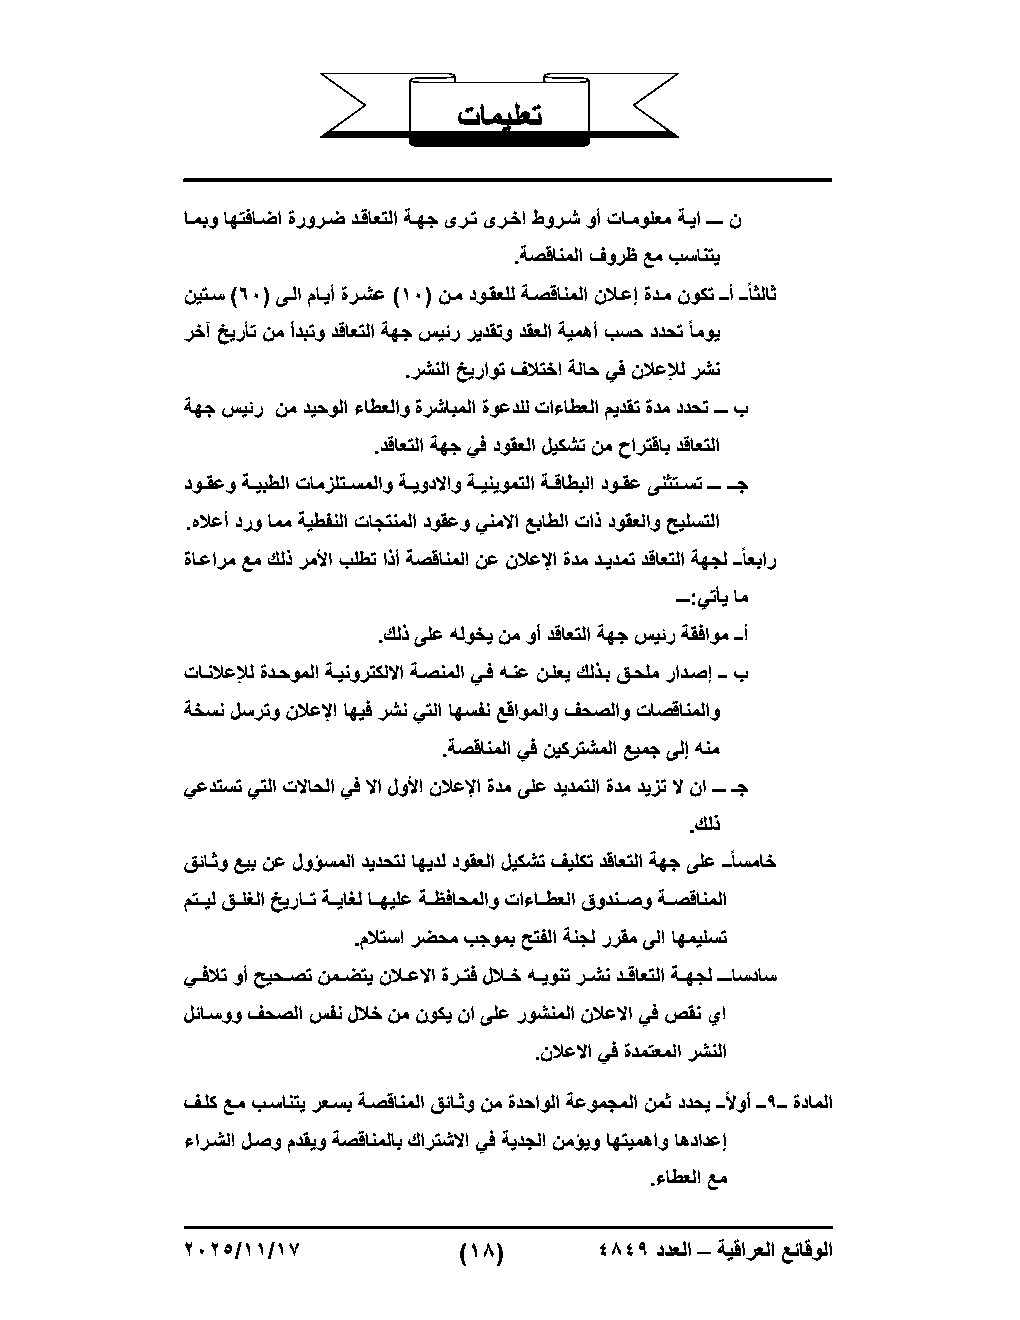 تعليمات
ن ــ اية معلومات أو شروط اخرى ترى جهة التعاقد ضرورة اضافتها وبما
يتناسب مع ظروف المناقصة.
ثالثاًــ أــ تكون مدة إعلان المناقصة للعقود من (١٠) عشرة أيام الى (٦٠) ستين
يوماً تحدد حسب أهمية العقد وتقدير رئيس جهة التعاقد وتبدأ من تأريخ آخر
نشر للإعلان في حالة اختلاف تواريخ النشر.
ب ــ تحدد مدة تقديم العطاءات للدعوة المباشرة والعطاء الوحيد من رئيس جهة
التعاقد باقتراح من تشكيل العقود في جهة التعاقد.
جـ ــ تستثنى عقود البطاقة التموينية والادوية والمستلزمات الطبية وعقود
التسليح والعقود ذات الطابع الامني وعقود المنتجات النفطية مما ورد أعلاه.
رابعاًــ لجهة التعاقد تمديد مدة الإعلان عن المناقصة أذا تطلب الأمر ذلك مع مراعاة
ما يأتي:ــ
أــ موافقة رئيس جهة التعاقد أو من يخوله على ذلك.
ب ــ إصدار ملحق بذلك يعلن عنه في المنصة الالكترونية الموحدة للإعلانات
والمناقصات والصحف والمواقع نفسها التي نشر فيها الإعلان وترسل نسخة
منه إلى جميع المشتركين في المناقصة.
جـ ــ ان لا تزيد مدة التمديد على مدة الإعلان الأول الا في الحالات التي تستدعي
ذلك.
خامساًــ على جهة التعاقد تكليف تشكيل العقود لديها لتحديد المسؤول عن بيع وثائق
المناقصة وصندوق العطاءات والمحافظة عليها لغاية تاريخ الغلق ليتم
تسليمها الى مقرر لجنة الفتح بموجب محضر استلام.
سادساــ لجهة التعاقد نشر تنويه خلال فترة الاعلان يتضمن تصحيح أو تلافي
اي نقص في الاعلان المنشور على ان يكون من خلال نفس الصحف ووسائل
النشر المعتمدة في الاعلان.
المادة ــ٩ــ أولاًــ يحدد ثمن المجموعة الواحدة من وثائق المناقصة بسعر يتناسب مع كلف
إعدادها واهميتها ويؤمن الجدية في الاشتراك بالمناقصة ويقدم وصل الشراء
مع العطاء.
الوقائع العراقية – العدد ٤٨٤٩ (١٨) ٢٠٢٥/١١/١٧